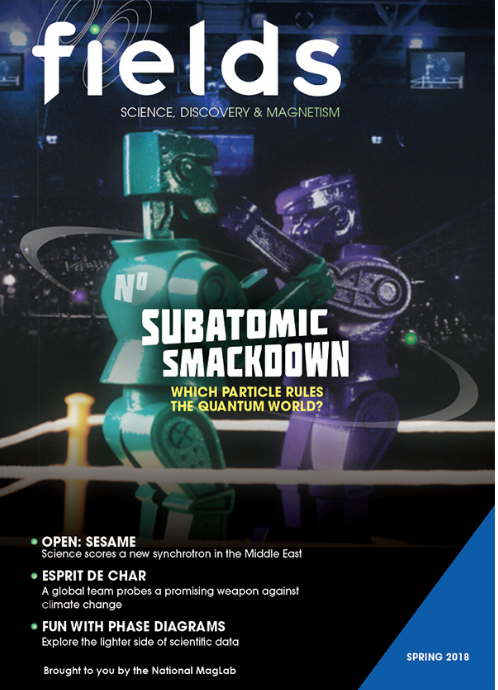 fields
SCIENCE, DISCOVERY & MAGNETISM
N⁰
SUBATOMIC
SMACKDOWN
WHICH PARTICLE RULES
THE QUANTUM WORLD?
OPEN: SESAME
Science scores a new synchrotron in the Middle East
ESPRIT DE CHAR
A global team probes a promising weapon against
climate change
FUN WITH PHASE DIAGRAMS
Explore the lighter side of scientific data
SPRING 2018
Brought to you by the National MagLab